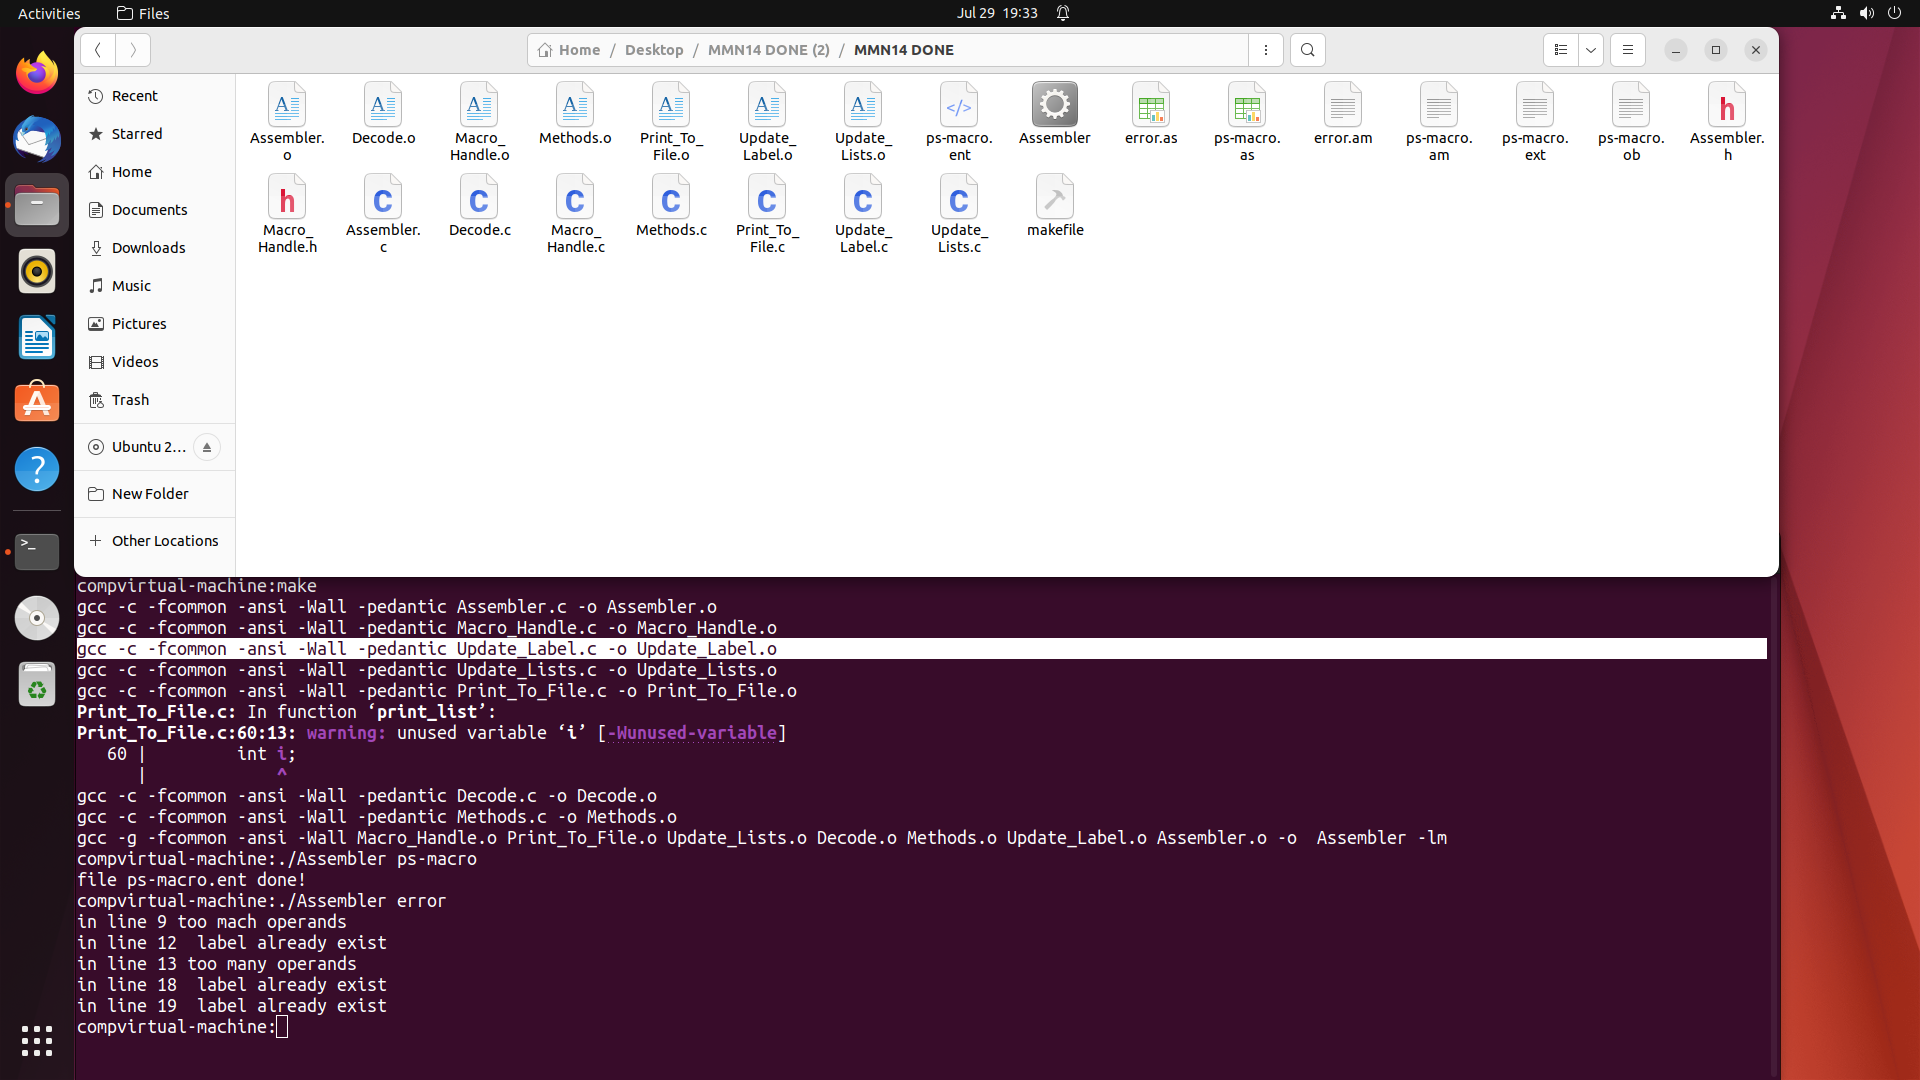 Activities Files Jul 29 19:33
Home / Desktop / MMN14 DONE (2) / MMN14 DONE
Recent
Starred
Home
Documents
Downloads
Music
Pictures
Videos
Trash
Ubuntu 2…
New Folder
Other Locations
Assembler.o
Decode.o
Macro_Handle.o
Methods.o
Print_To_File.o
Update_Label.o
Update_Lists.o
ps-macro.ent
Assembler
error.as
ps-macro.as
error.am
ps-macro.am
ps-macro.ext
ps-macro.ob
Assembler.h
Macro_Handle.h
Assembler.c
Decode.c
Macro_Handle.c
Methods.c
Print_To_File.c
Update_Label.c
Update_Lists.c
makefile
compvirtual-machine:make
gcc -c -fcommon -ansi -Wall -pedantic Assembler.c -o Assembler.o
gcc -c -fcommon -ansi -Wall -pedantic Macro_Handle.c -o Macro_Handle.o
gcc -c -fcommon -ansi -Wall -pedantic Update_Label.c -o Update_Label.o
gcc -c -fcommon -ansi -Wall -pedantic Update_Lists.c -o Update_Lists.o
gcc -c -fcommon -ansi -Wall -pedantic Print_To_File.c -o Print_To_File.o
Print_To_File.c: In function ‘print_list’:
Print_To_File.c:60:13: warning: unused variable ‘i’ [-Wunused-variable]
60 | int i;
| ^
gcc -c -fcommon -ansi -Wall -pedantic Decode.c -o Decode.o
gcc -c -fcommon -ansi -Wall -pedantic Methods.c -o Methods.o
gcc -g -fcommon -ansi -Wall Macro_Handle.o Print_To_File.o Update_Lists.o Decode.o Methods.o Update_Label.o Assembler.o -o  Assembler -lm
compvirtual-machine:./Assembler ps-macro
file ps-macro.ent done!
compvirtual-machine:./Assembler error
in line 9 too mach operands
in line 12  label already exist
in line 13 too many operands
in line 18  label already exist
in line 19  label already exist
compvirtual-machine: